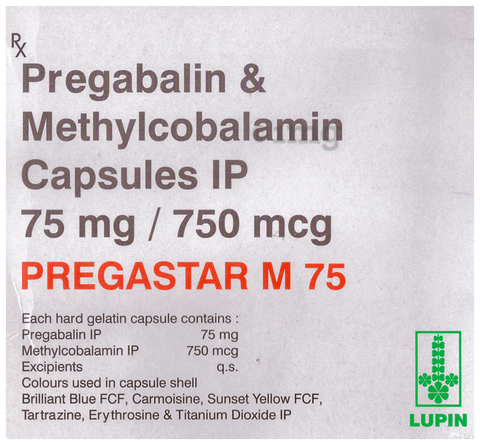 Rx
Pregabalin &
Methylcobalamin
Capsules IP
75 mg / 750 mcg
PREGASTAR M 75
Each hard gelatin capsule contains :
Pregabalin IP 75 mg
Methylcobalamin IP 750 mcg
Excipients q.s.
Colours used in capsule shell
Brilliant Blue FCF, Carmoisine, Sunset Yellow FCF,
Tartrazine, Erythrosine & Titanium Dioxide IP
LUPIN